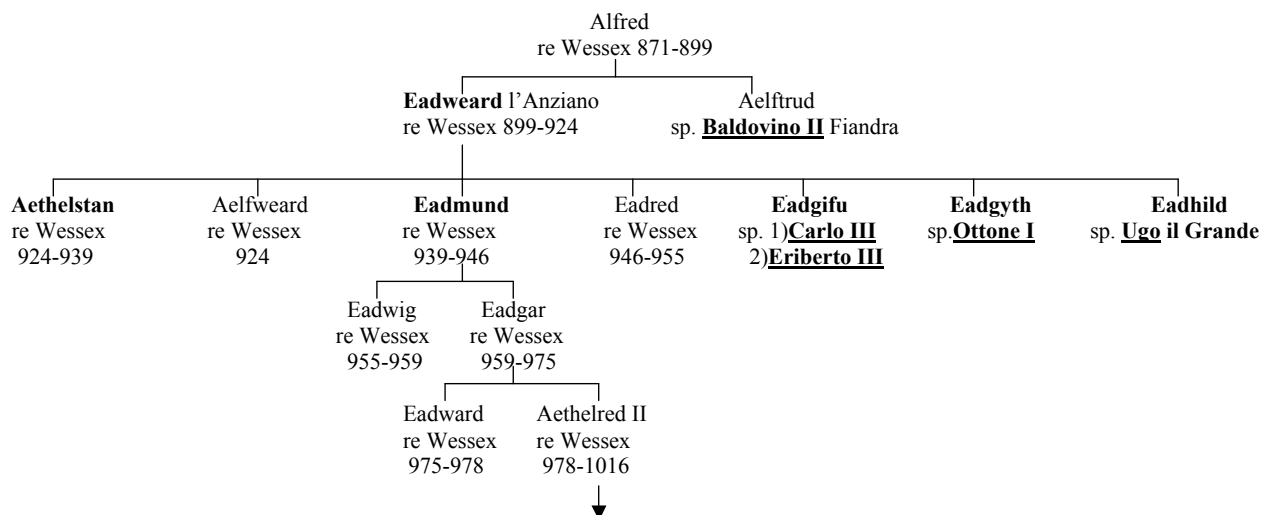 Alfred
re Wessex 871-899
Eadweard l’Anziano
re Wessex 899-924
Aelftrud
sp. Baldovino II Fiandra
Aethelstan
re Wessex
924-939
Aelfweard
re Wessex
924
Eadmund
re Wessex
939-946
Eadred
re Wessex
946-955
Eadgifu
sp. 1)Carlo III
2)Eriberto III
Eadgyth
sp.Ottone I
Eadhild
sp. Ugo il Grande
Eadwig
re Wessex
955-959
Eadgar
re Wessex
959-975
Eadward
re Wessex
975-978
Aethelred II
re Wessex
978-1016